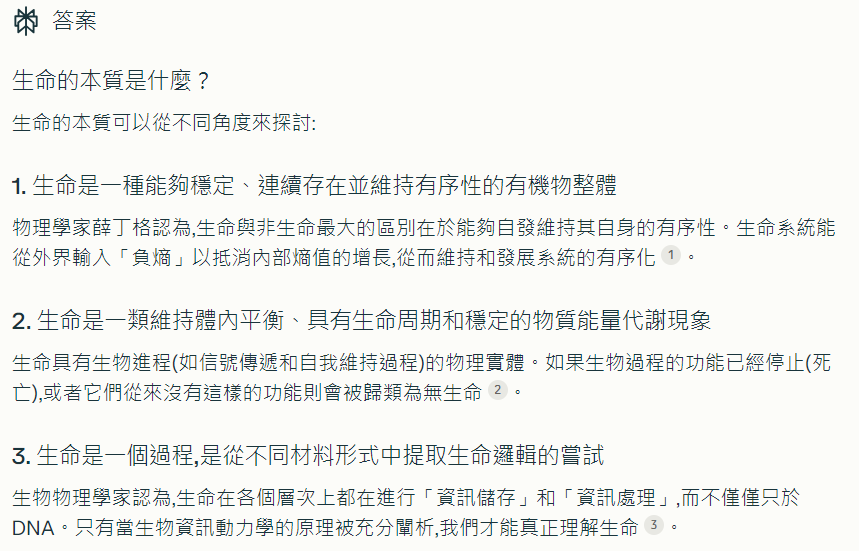 答案
生命的本質是什麼？
生命的本質可以從不同角度來探討:
1. 生命是一種能夠穩定、連續存在並維持有序性的有機物整體
物理學家薛丁格認為,生命與非生命最大的區別在於能夠自發維持其自身的有序性。生命系統能
從外界輸入「負熵」以抵消內部熵值的增長,從而維持和發展系統的有序化 1 。
2. 生命是一類維持體內平衡、具有生命周期和穩定的物質能量代謝現象
生命具有生物進程(如信號傳遞和自我維持過程)的物理實體。如果生物過程的功能已經停止(死
亡),或者它們從來沒有這樣的功能則會被歸類為無生命 2 。
3. 生命是一個過程,是從不同材料形式中提取生命邏輯的嘗試
生物物理學家認為,生命在各個層次上都在進行「資訊儲存」和「資訊處理」,而不僅僅只於
DNA。只有當生物資訊動力學的原理被充分闡析,我們才能真正理解生命 3 。